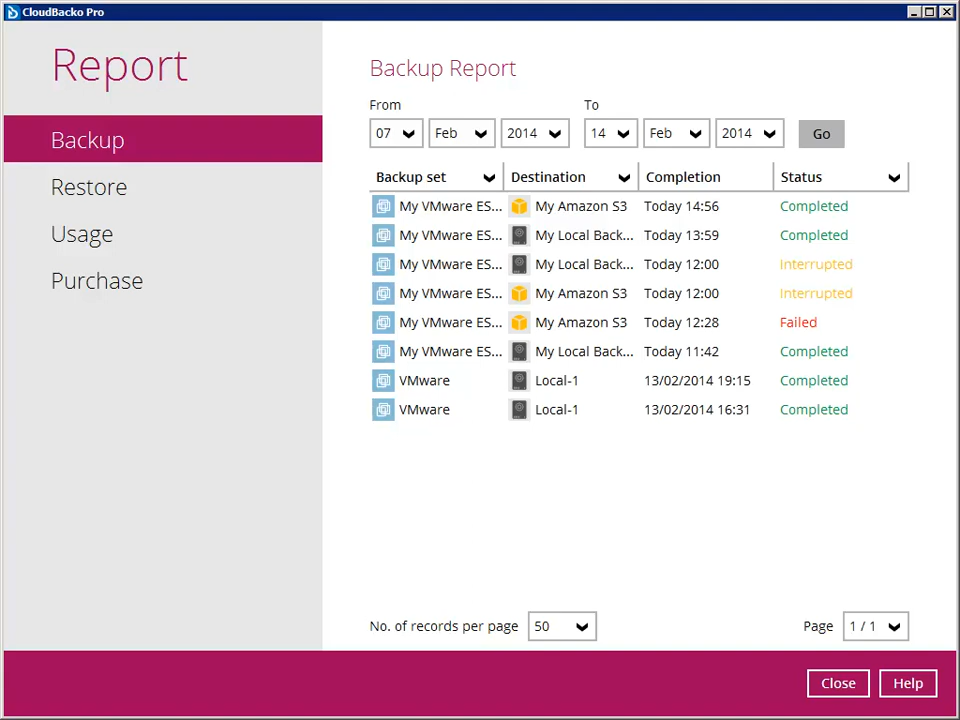 CloudBacko Pro
Report
Backup
Restore
Usage
Purchase
Backup Report
From To
07 Feb 2014 14 Feb 2014 Go
Backup set Destination Completion Status
My VMware ES... My Amazon S3 Today 14:56 Completed
My VMware ES... My Local Back... Today 13:59 Completed
My VMware ES... My Local Back... Today 12:00 Interrupted
My VMware ES... My Amazon S3 Today 12:00 Interrupted
My VMware ES... My Amazon S3 Today 12:28 Failed
My VMware ES... My Local Back... Today 11:42 Completed
VMware Local-1 13/02/2014 19:15 Completed
VMware Local-1 13/02/2014 16:31 Completed
No. of records per page 50 Page 1 / 1
Close Help